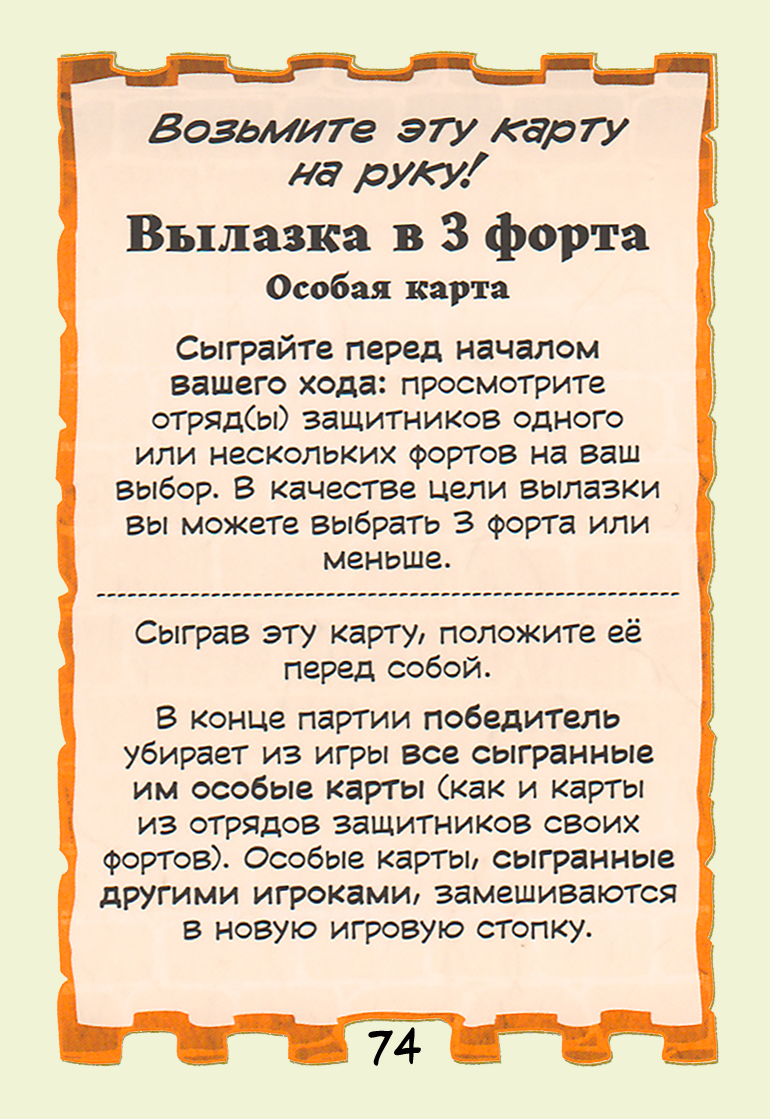 Возьмите эту карту
на руку!
Вылазка в 3 форта
Особая карта
Сыграйте перед началом
вашего хода: просмотрите
отряд(ы) защитников одного
или нескольких фортов на ваш
выбор. В качестве цели вылазки
вы можете выбрать 3 форта или
меньше.
Сыграв эту карту, положите её
перед собой.
В конце партии победитель
убирает из игры все сыгранные
им особые карты (как и карты
из отрядов защитников своих
фортов). Особые карты, сыгранные
другими игроками, замешиваются
в новую игровую стопку.
74